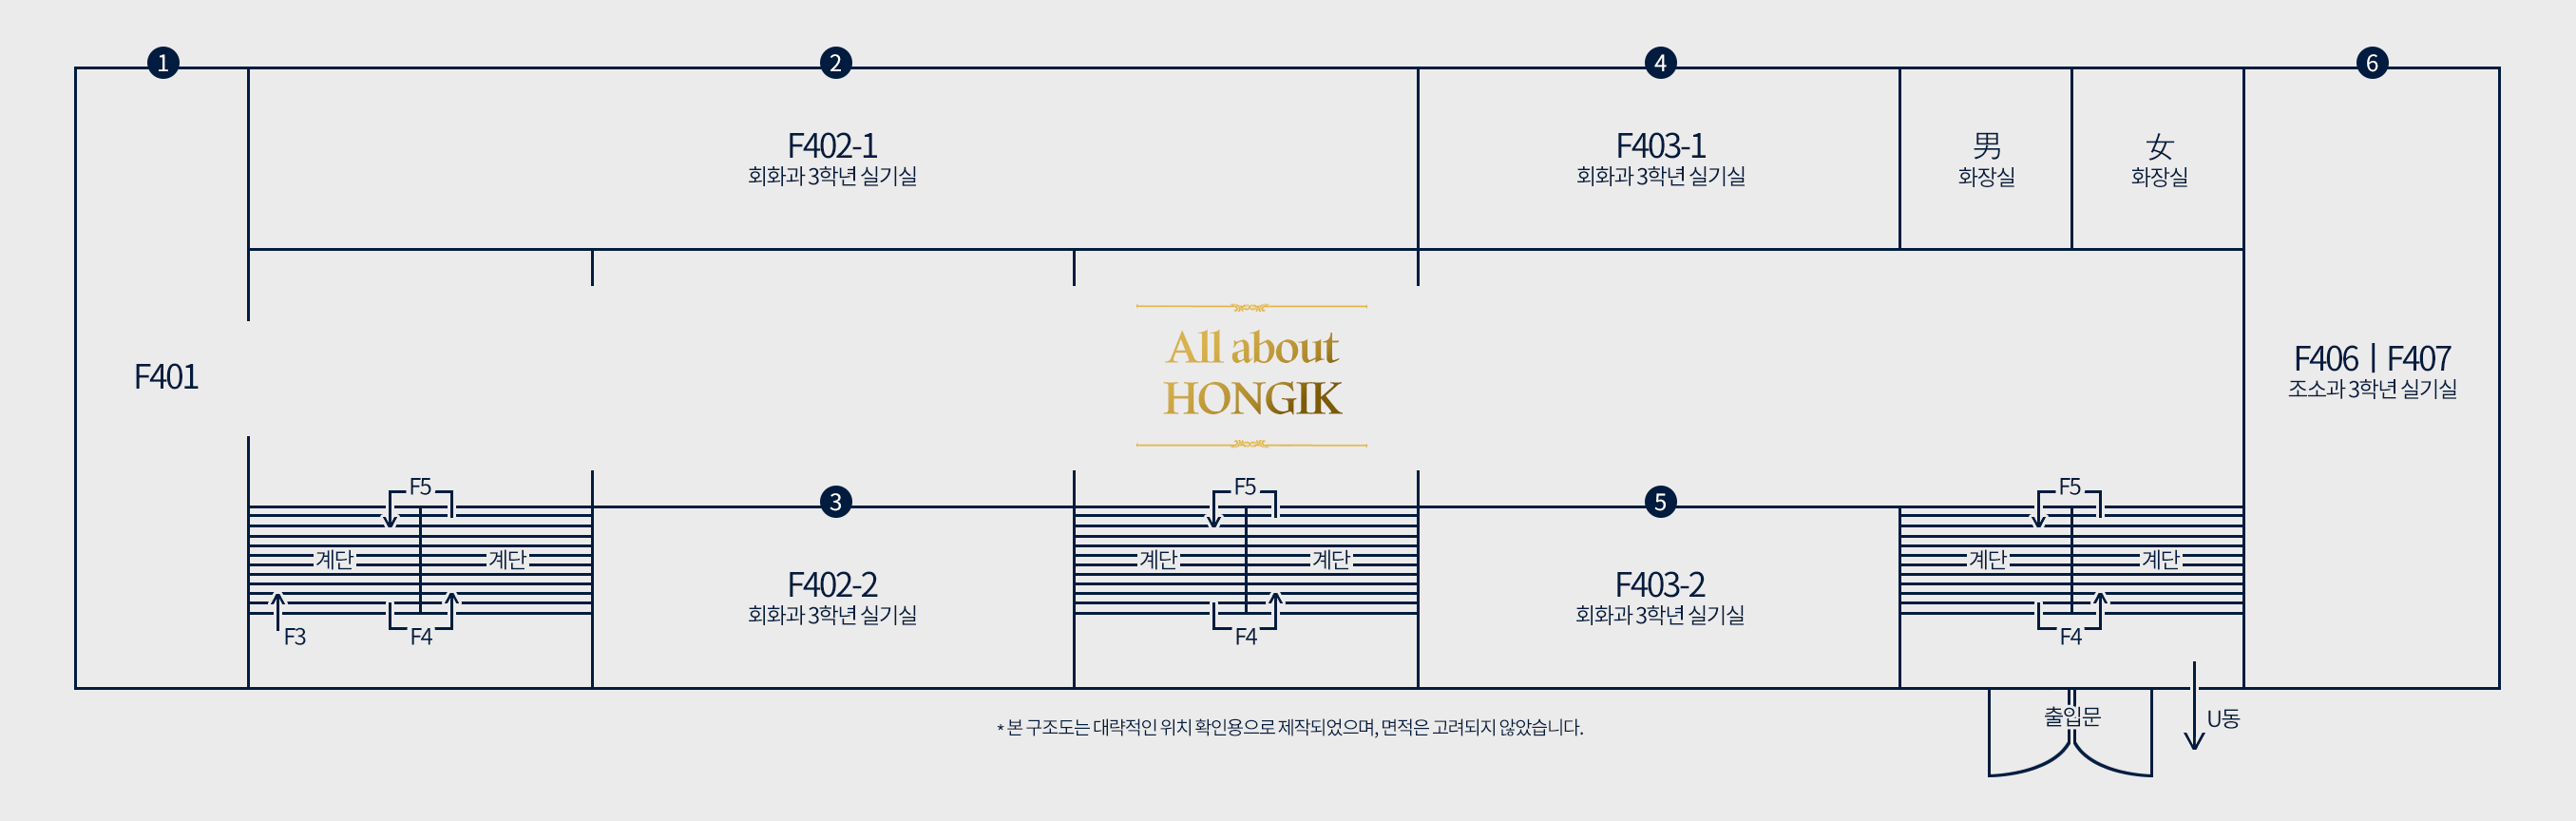 1
2
4
6
F402-1
회화과 3학년 실기실
F403-1
회화과 3학년 실기실
男
화장실
女
화장실
F401
All about
HONGIK
F406 | F407
조소과 3학년 실기실
F5
3
F5
5
F5
계단
계단
계단
계단
계단
계단
F402-2
회화과 3학년 실기실
F403-2
회화과 3학년 실기실
F3
F4
F4
F4
* 본 구조도는 대략적인 위치 확인용으로 제작되었으며, 면적은 고려되지 않았습니다.
출입문
U동